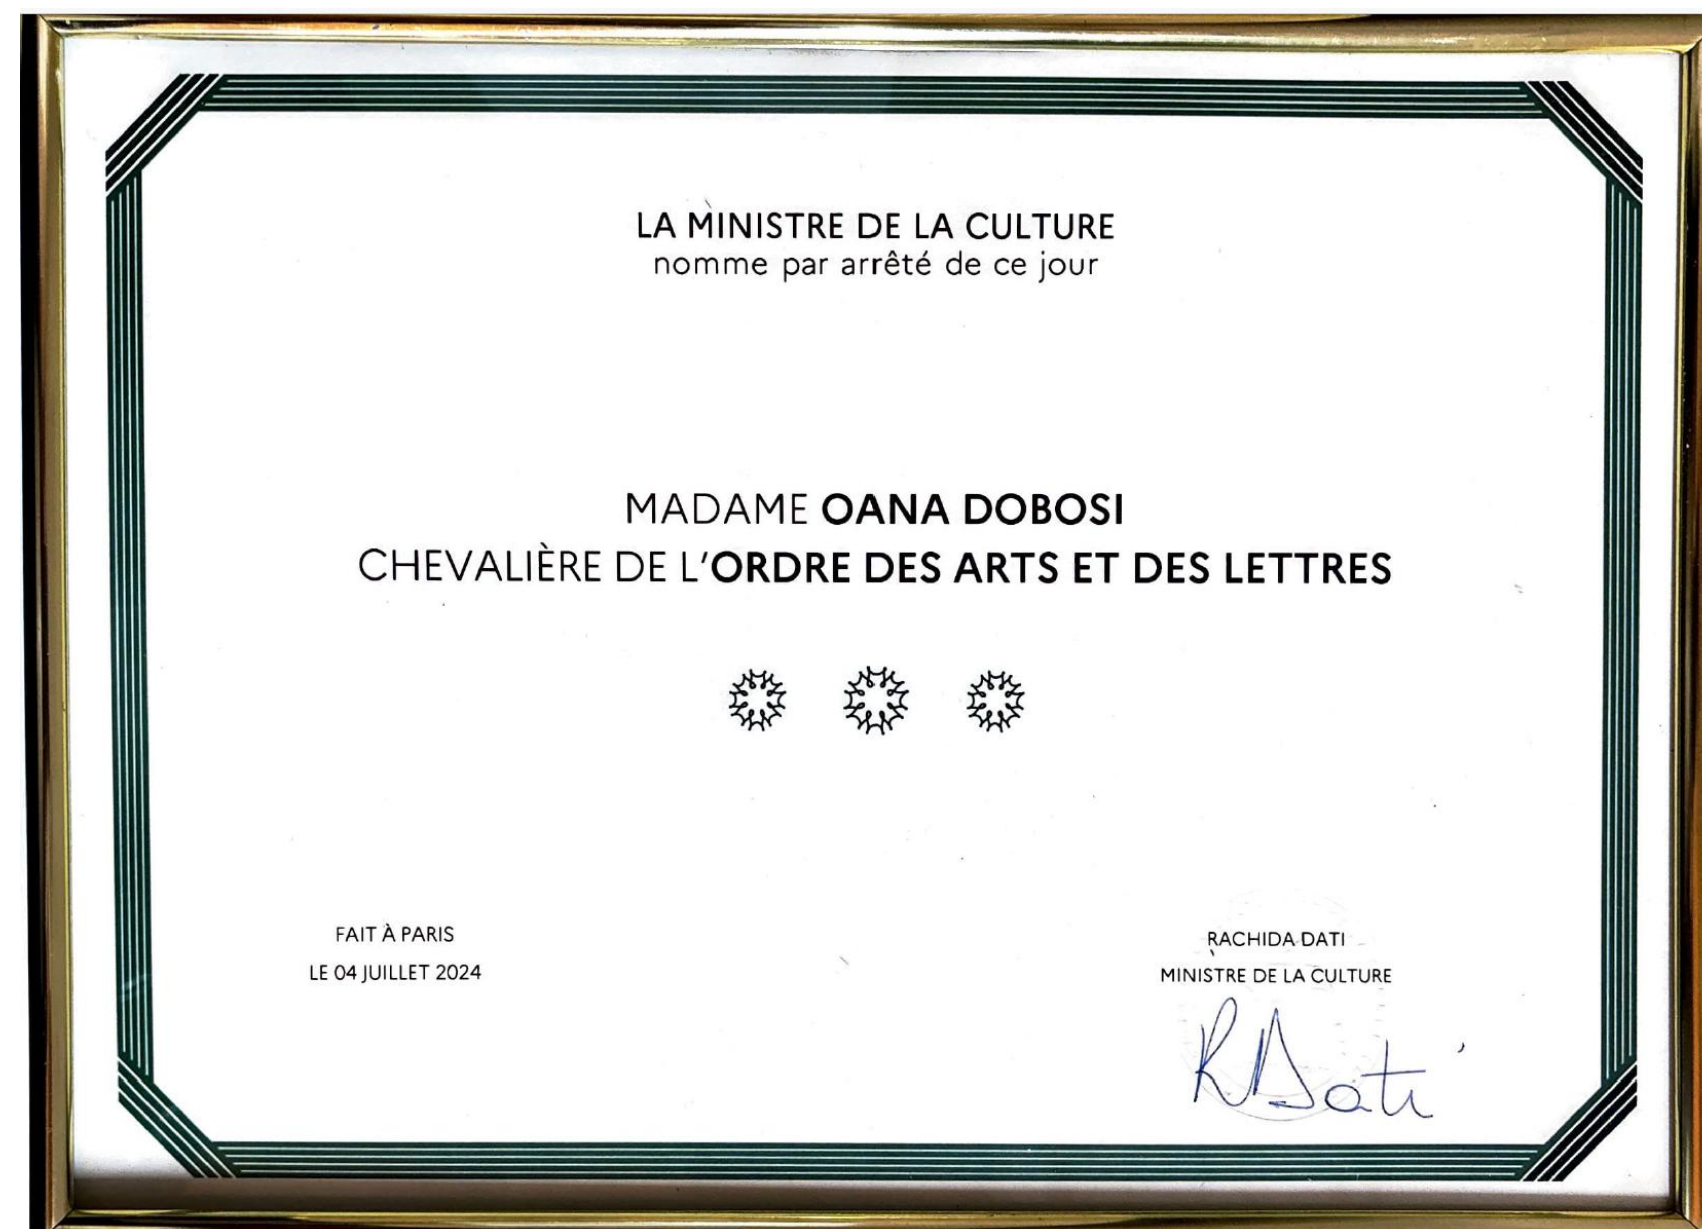 LA MINISTRE DE LA CULTURE
nomme par arrêté de ce jour
MADAME OANA DOBOSI
CHEVALIÈRE DE L'ORDRE DES ARTS ET DES LETTRES
FAIT À PARIS
LE 04 JUILLET 2024
RACHIDA DATI
MINISTRE DE LA CULTURE
RDati